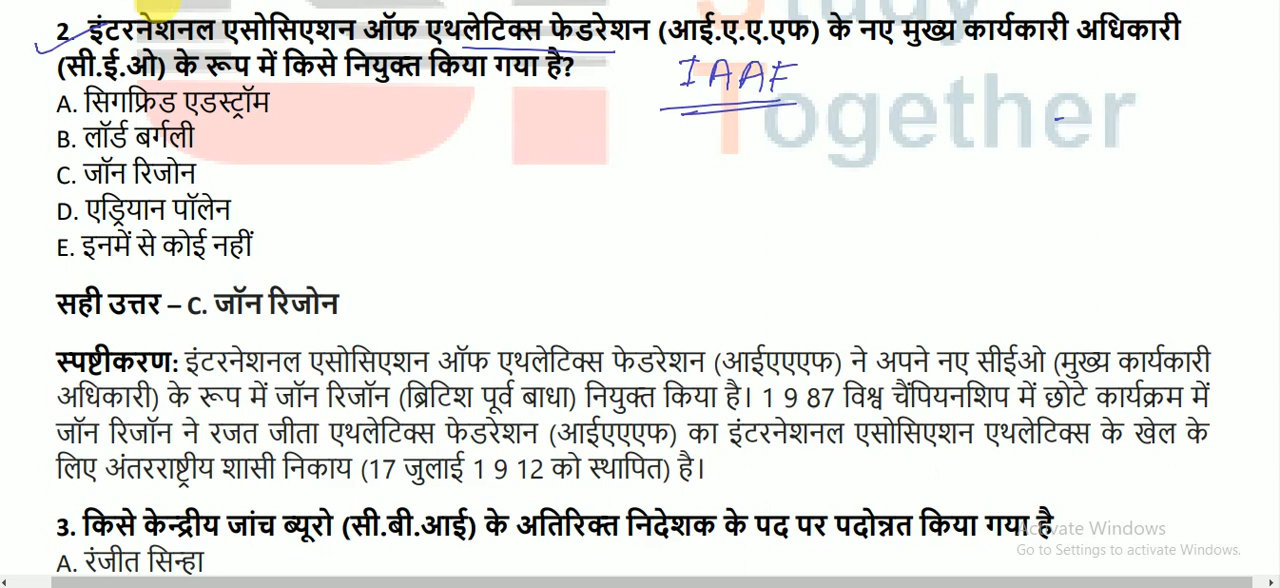 Study
2. इंटरनेशनल एसोसिएशन ऑफ एथलेटिक्स फेडरेशन (आई.ए.ए.एफ) के नए मुख्य कार्यकारी अधिकारी
(सी.ई.ओ) के रूप में किसे नियुक्त किया गया है?
IAAF
A. सिगफ्रिड एडस्ट्रॉम
Together
B. लॉर्ड बर्गली
C. जॉन रिजोन
D. एड्रियान पॉलेन
E. इनमें से कोई नहीं
सही उत्तर – C. जॉन रिजोन
स्पष्टीकरण: इंटरनेशनल एसोसिएशन ऑफ एथलेटिक्स फेडरेशन (आईएएएफ) ने अपने नए सीईओ (मुख्य कार्यकारी
अधिकारी) के रूप में जॉन रिजॉन (ब्रिटिश पूर्व बाधा) नियुक्त किया है। 1 9 87 विश्व चैंपियनशिप में छोटे कार्यक्रम में
जॉन रिजॉन ने रजत जीता एथलेटिक्स फेडरेशन (आईएएएफ) का इंटरनेशनल एसोसिएशन एथलेटिक्स के खेल के
लिए अंतरराष्ट्रीय शासी निकाय (17 जुलाई 1 9 12 को स्थापित) है।
3. किसे केन्द्रीय जांच ब्यूरो (सी.बी.आई) के अतिरिक्त निदेशक के पद पर पदोन्नत किया गया है
Activate Windows
Go to Settings to activate Windows.
A. रंजीत सिन्हा